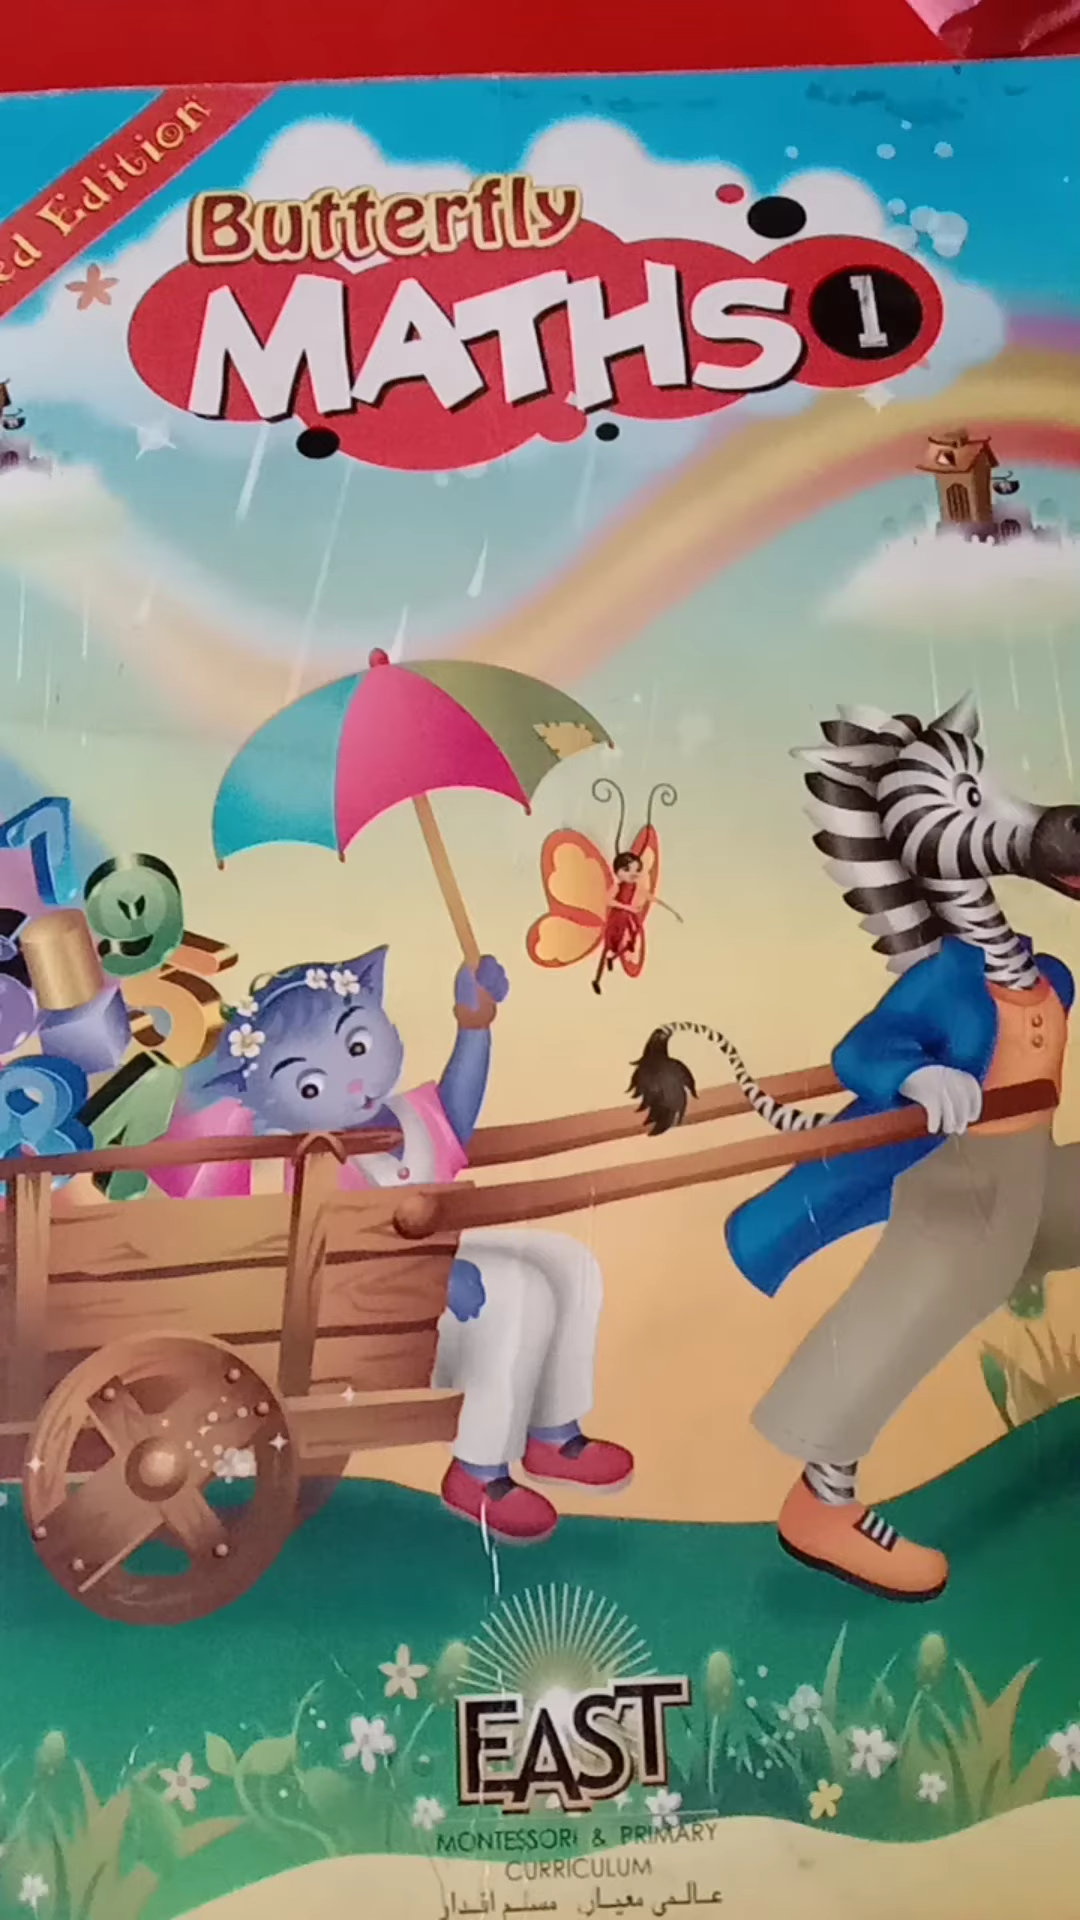 ed Edition
Butterfly
MATHS 1
EAST
MONTESSORI & PRIMARY
CURRICULUM
عالمی معیار، مسلم اقدار